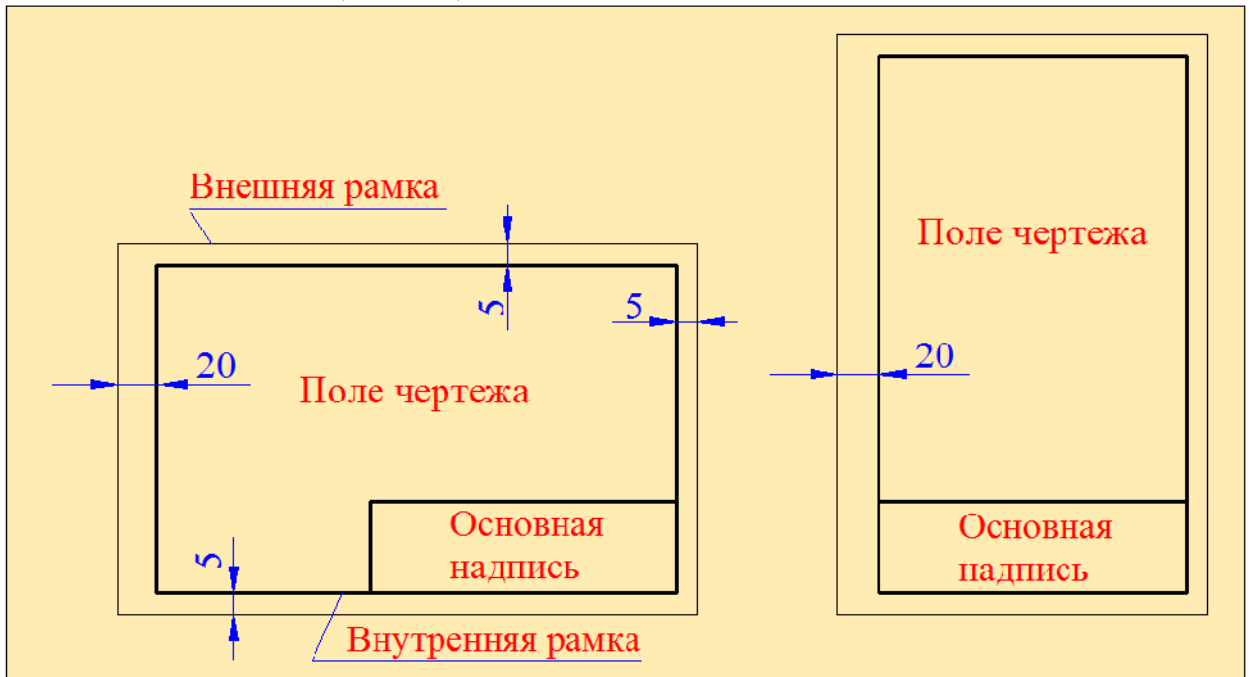 Внешняя рамка
5
5
20
Поле чертежа
Основная
надпись
5
Внутренняя рамка
Поле чертежа
20
Основная
надпись